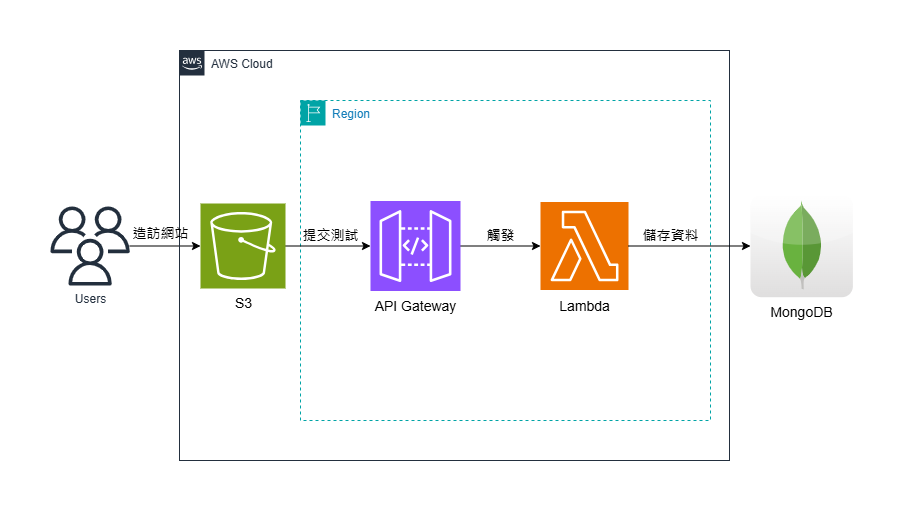 aws
AWS Cloud
Region
造訪網站
提交測試
觸發
儲存資料
Users
S3
API Gateway
Lambda
MongoDB